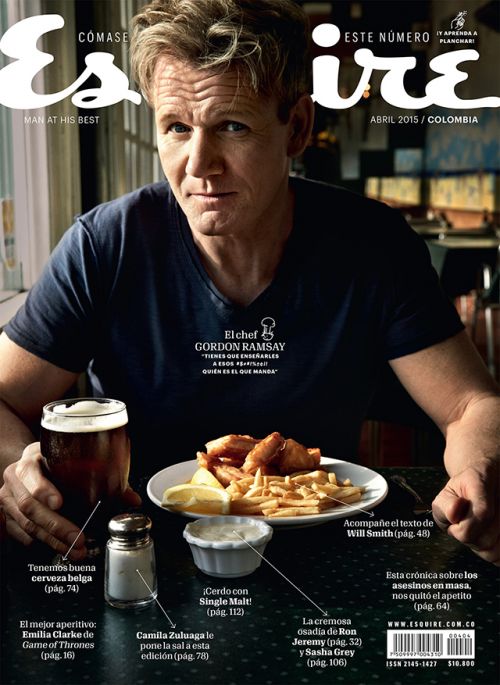 CÓMASE
ESTE NÚMERO
¡Y APRENDA A
PLANCHAR!
Esquire
MAN AT HIS BEST
ABRIL 2015 / COLOMBIA
El chef
GORDON RAMSAY
"TIENES QUE ENSEÑARLES
QUIÉN ES EL QUE MANDA"
Acompañe el texto de
Will Smith (pág. 48)
Tenemos buena
cerveza belga
(pág. 74)
¡Cerdo con
Single Malt!
(pág. 112)
Esta crónica sobre los
asesinos en masa,
nos quitó el apetito
(pág. 64)
El mejor aperitivo:
Emilia Clarke de
Game of Thrones
(pág. 16)
Camila Zuluaga le
pone la sal a esta
edición (pág. 78)
La cremosa
osadía de Ron
Jeremy (pág. 32)
y Sasha Grey
(pág. 106)
WWW.ESQUIRE.COM.CO
00404
7 509997 004310
ISSN 2145-1427
$10.800